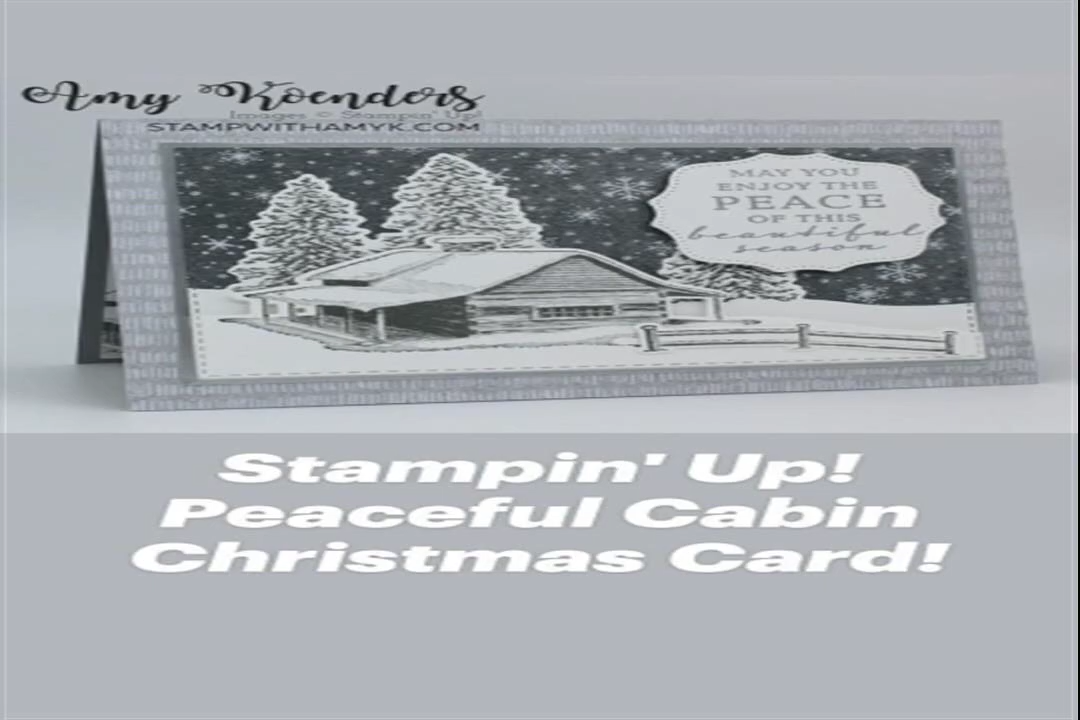 Amy Koenders
Images © Stampin' Up!
STAMPWITHAMYK.COM
MAY YOU
ENJOY THE
PEACE
OF THIS
beautiful
season
Stampin' Up!
Peaceful Cabin
Christmas Card!